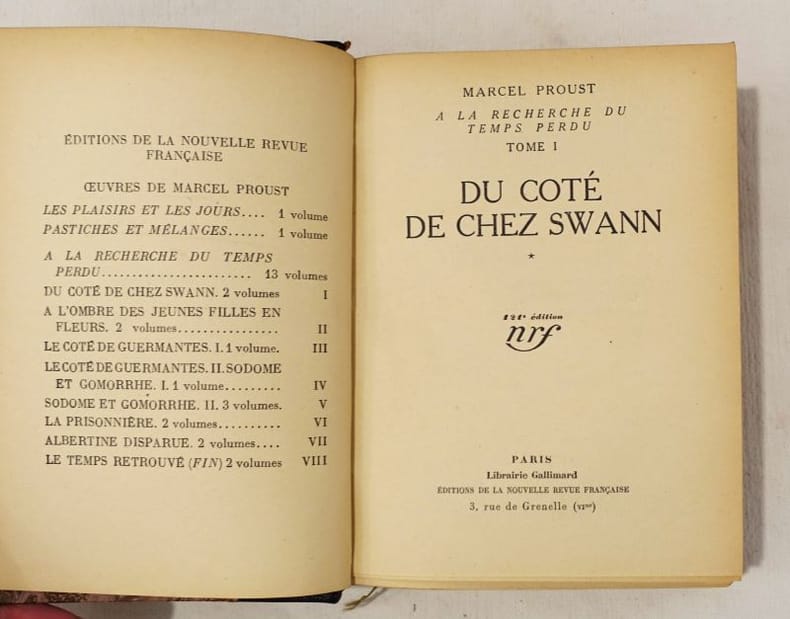 ÉDITIONS DE LA NOUVELLE REVUE
FRANÇAISE
ŒUVRES DE MARCEL PROUST
LES PLAISIRS ET LES JOURS.... 1 volume
PASTICHES ET MÉLANGES...... 1 volume
A LA RECHERCHE DU TEMPS
PERDU....................... 13 volumes
DU COTÉ DE CHEZ SWANN. 2 volumes I
A L'OMBRE DES JEUNES FILLES EN
FLEURS. 2 volumes................ II
LE COTÉ DE GUERMANTES. I. 1 volume. III
LE COTÉ DE GUERMANTES. II. SODOME
ET GOMORRHE. I. 1 volume......... IV
SODOME ET GOMORRHE. II. 3 volumes. V
LA PRISONNIÈRE. 2 volumes.......... VI
ALBERTINE DISPARUE. 2 volumes.... VII
LE TEMPS RETROUVÉ (FIN) 2 volumes VIII
MARCEL PROUST
A LA RECHERCHE DU
TEMPS PERDU
TOME I
DU COTÉ
DE CHEZ SWANN
*
121e édition
nrf
PARIS
Librairie Gallimard
ÉDITIONS DE LA NOUVELLE REVUE FRANÇAISE
3, rue de Grenelle (VIme)